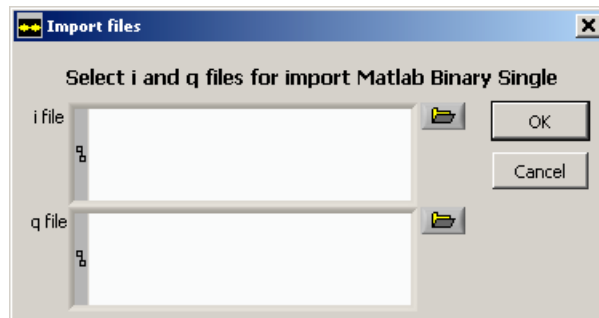 Import files
Select i and q files for import Matlab Binary Single
i file
OK
Cancel
q file